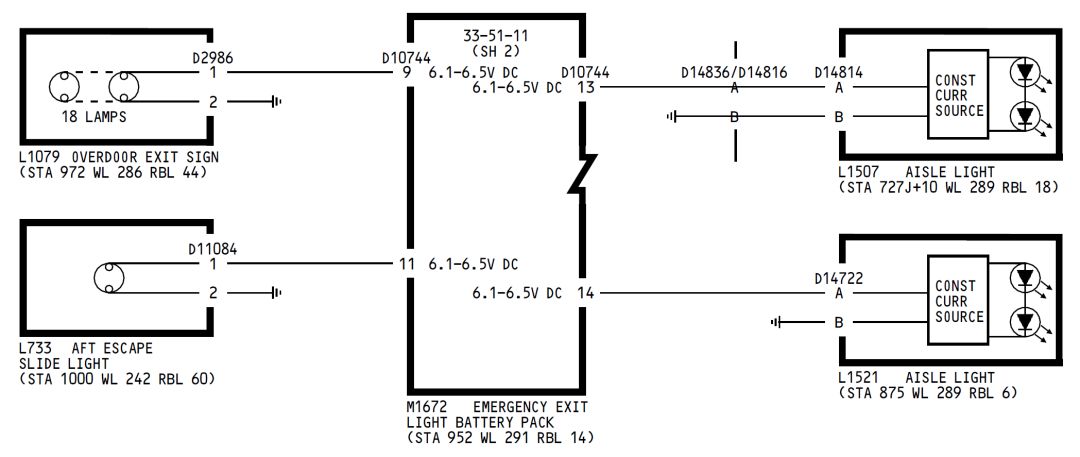 33-51-11
(SH 2)
D2986
1
2
18 LAMPS
L1079 OVERDOOR EXIT SIGN
(STA 972 WL 286 RBL 44)
D10744
9 6.1-6.5V DC
D10744
6.1-6.5V DC 13
D14836/D14816
A
B
D14814
A
B
CONST
CURR
SOURCE
L1507 AISLE LIGHT
(STA 727J+10 WL 289 RBL 18)
D11084
1
2
L733 AFT ESCAPE
SLIDE LIGHT
(STA 1000 WL 242 RBL 60)
11 6.1-6.5V DC
6.1-6.5V DC 14
M1672 EMERGENCY EXIT
LIGHT BATTERY PACK
(STA 952 WL 291 RBL 14)
D14722
A
B
CONST
CURR
SOURCE
L1521 AISLE LIGHT
(STA 875 WL 289 RBL 6)